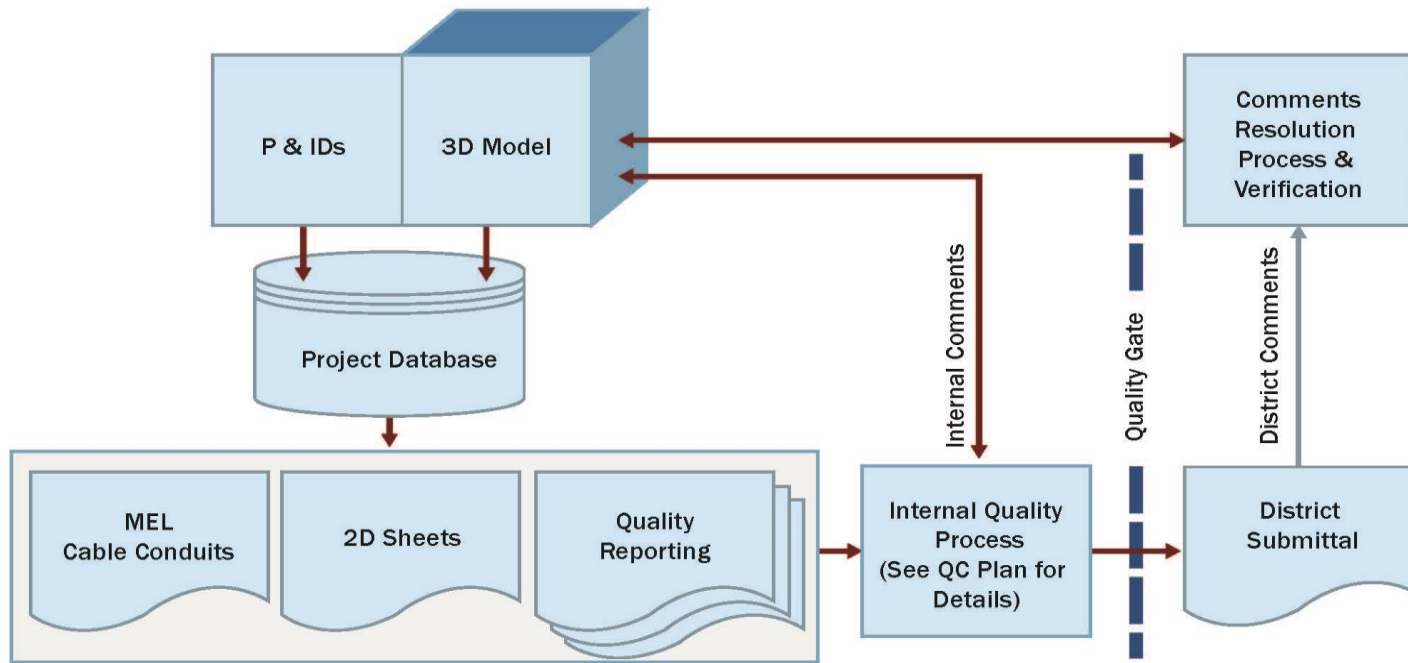 P & IDs
3D Model
Comments
Resolution
Process &
Verification
Project Database
Internal Comments
Quality Gate
District Comments
MEL
Cable Conduits
2D Sheets
Quality
Reporting
Internal Quality
Process
(See QC Plan for
Details)
District
Submittal